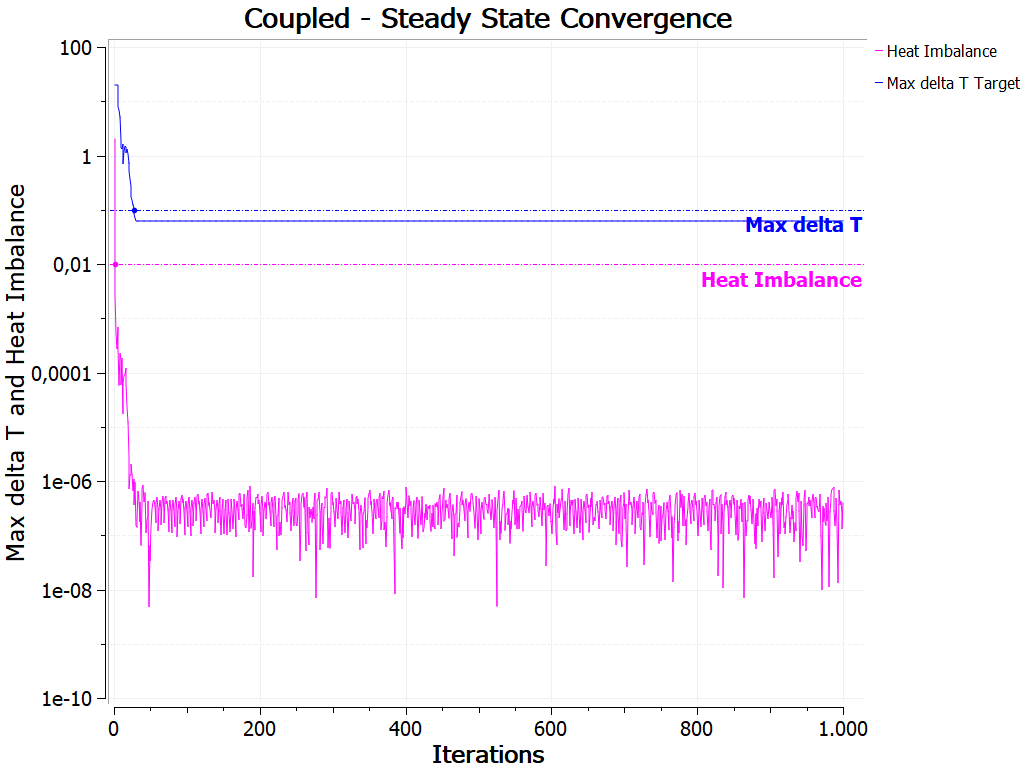 Coupled - Steady State Convergence
Heat Imbalance
Max delta T Target
Max delta T and Heat Imbalance
100
1
0,01
0,0001
1e-06
1e-08
1e-10
Max delta T
Heat Imbalance
0 200 400 600 800 1.000
Iterations